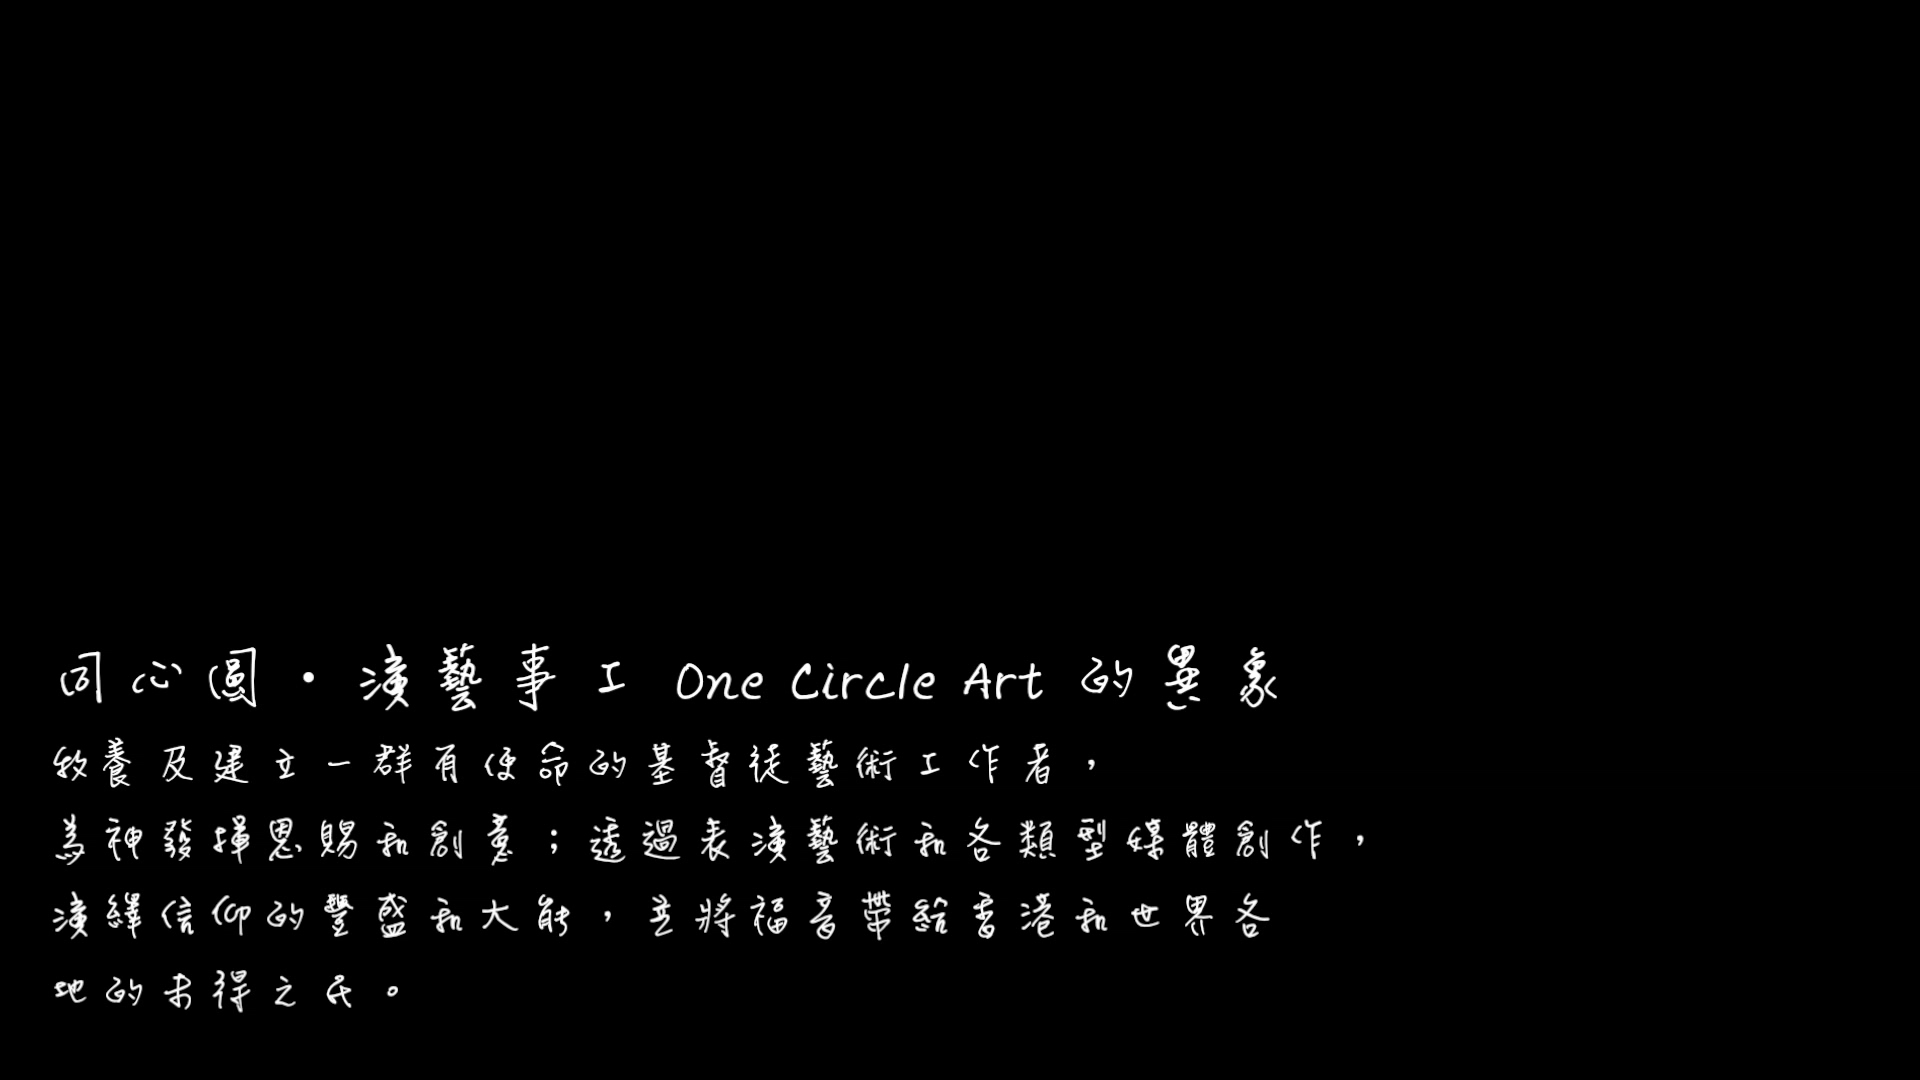 同心圓・演藝事工 One Circle Art 的異象
牧養及建立一群有使命的基督徒藝術工作者，
為神發揮恩賜和創意；透過表演藝術和各類型媒體創作，
演繹信仰的豐盛和大能，並將福音帶給香港和世界各
地的未得之民。